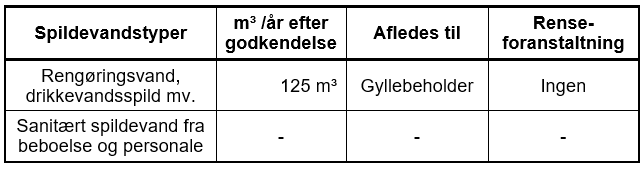 Spildevandstyper m³ /år efter godkendelse Afledes til Rense-foranstaltning
Rengøringsvand, drikkevandsspild mv. 125 m³ Gyllebeholder Ingen
Sanitært spildevand fra beboelse og personale - - -